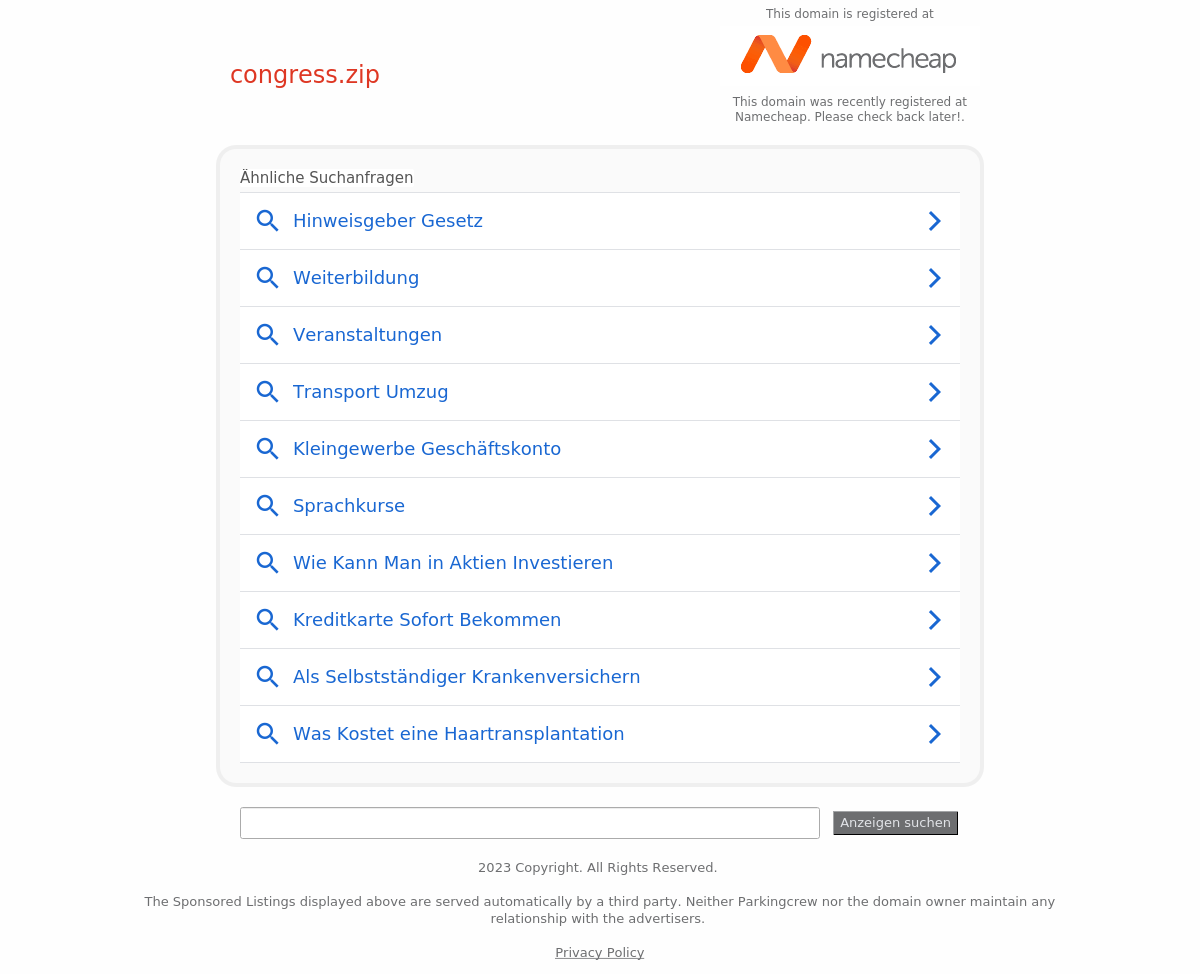 This domain is registered at
namecheap
congress.zip
This domain was recently registered at
Namecheap. Please check back later!.
Ähnliche Suchanfragen
Hinweisgeber Gesetz
Weiterbildung
Veranstaltungen
Transport Umzug
Kleingewerbe Geschäftskonto
Sprachkurse
Wie Kann Man in Aktien Investieren
Kreditkarte Sofort Bekommen
Als Selbstständiger Krankenversichern
Was Kostet eine Haartransplantation
Anzeigen suchen
2023 Copyright. All Rights Reserved.
The Sponsored Listings displayed above are served automatically by a third party. Neither Parkingcrew nor the domain owner maintain any
relationship with the advertisers.
Privacy Policy